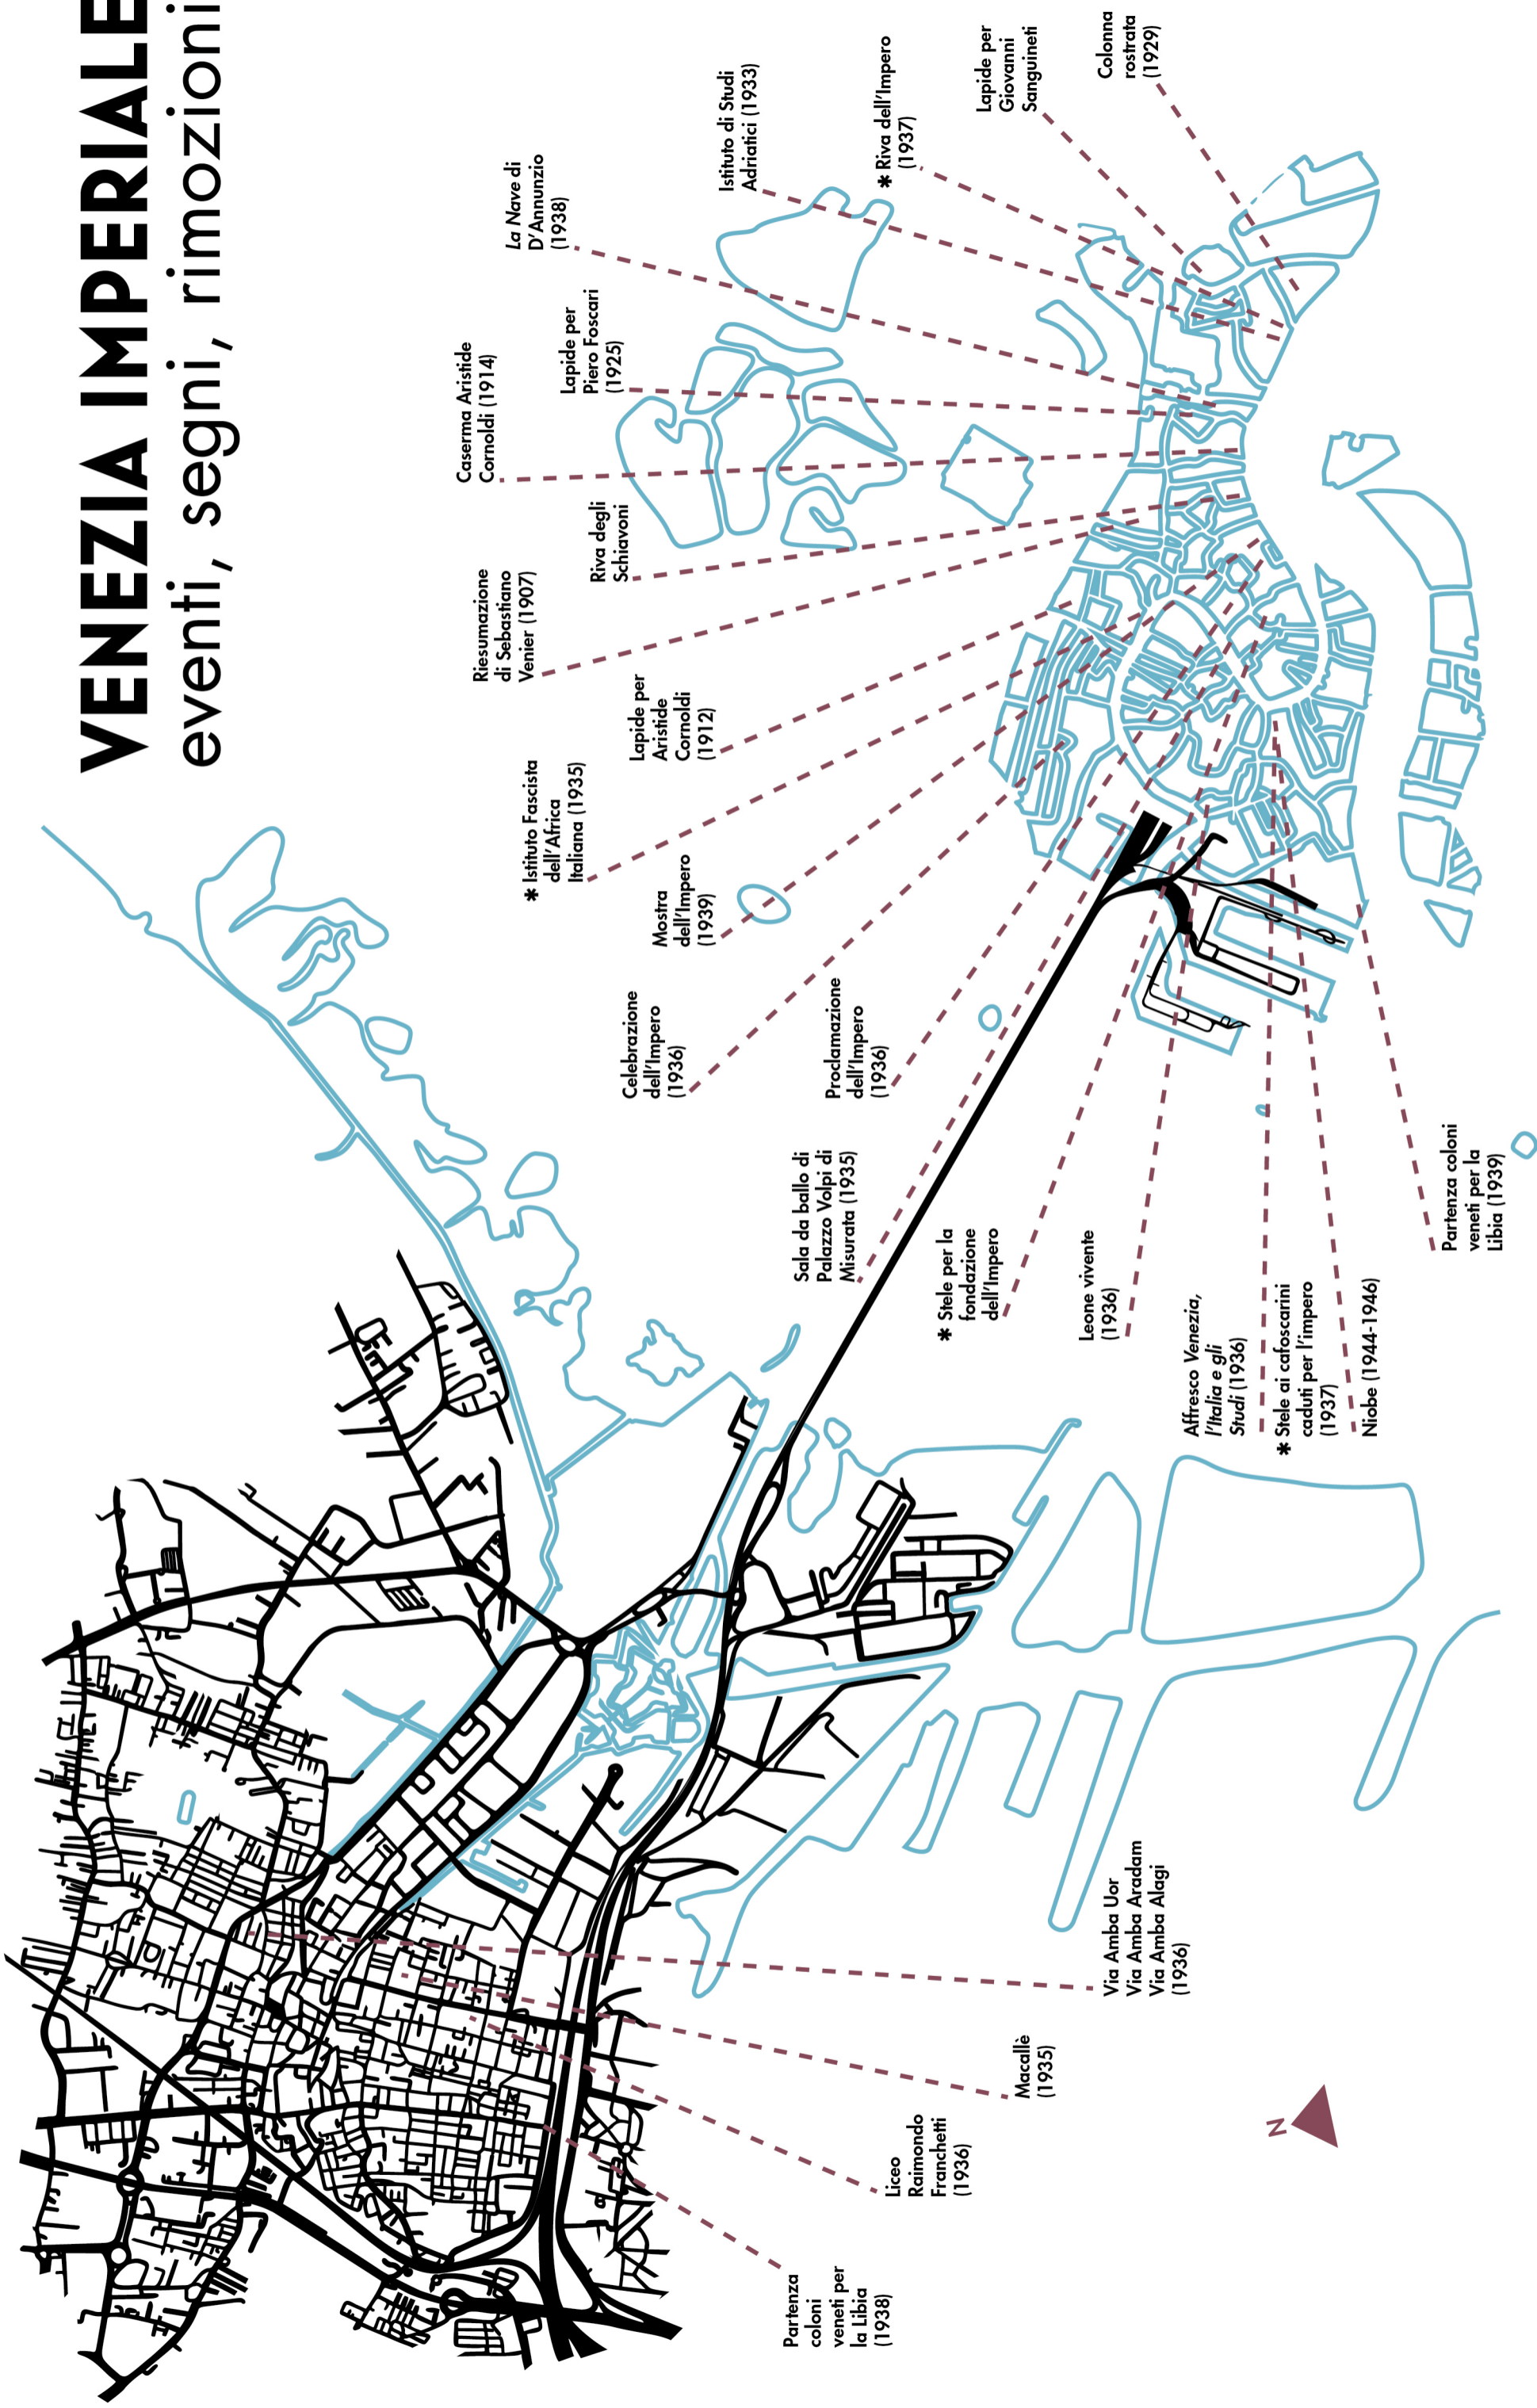 VENEZIA IMPERIALE
eventi, segni, rimozioni
Partenza
coloni
veneti per
la Libia
(1938)
Liceo
Raimondo
Franchetti
(1936)
Macallè
(1935)
Via Amba Uor
Via Amba Aradam
Via Amba Alagi
(1936)
Affresco Venezia,
l'Italia e gli
Studi (1936)
* Stele ai cafoscarini
caduti per l'impero
(1937)
Niobe (1944-1946)
Leone vivente
(1936)
* Stele per la
fondazione
dell'Impero
Sala da ballo di
Palazzo Volpi di
Misurata (1935)
Partenza coloni
veneti per la
Libia (1939)
Proclamazione
dell'Impero
(1936)
Celebrazione
dell'Impero
(1936)
Mostra
dell'Impero
(1939)
* Istituto Fascista
dell'Africa
Italiana (1935)
Lapide per
Aristide
Cornoldi
(1912)
Riesumazione
di Sebastiano
Venier (1907)
Riva degli
Schiavoni
Caserma Aristide
Cornoldi (1914)
Lapide per
Piero Foscari
(1925)
La Nave di
D'Annunzio
(1938)
Istituto di Studi
Adriatici (1933)
* Riva dell'Impero
(1937)
Lapide per
Giovanni
Sanguineti
Colonna
rostrata
(1929)
N